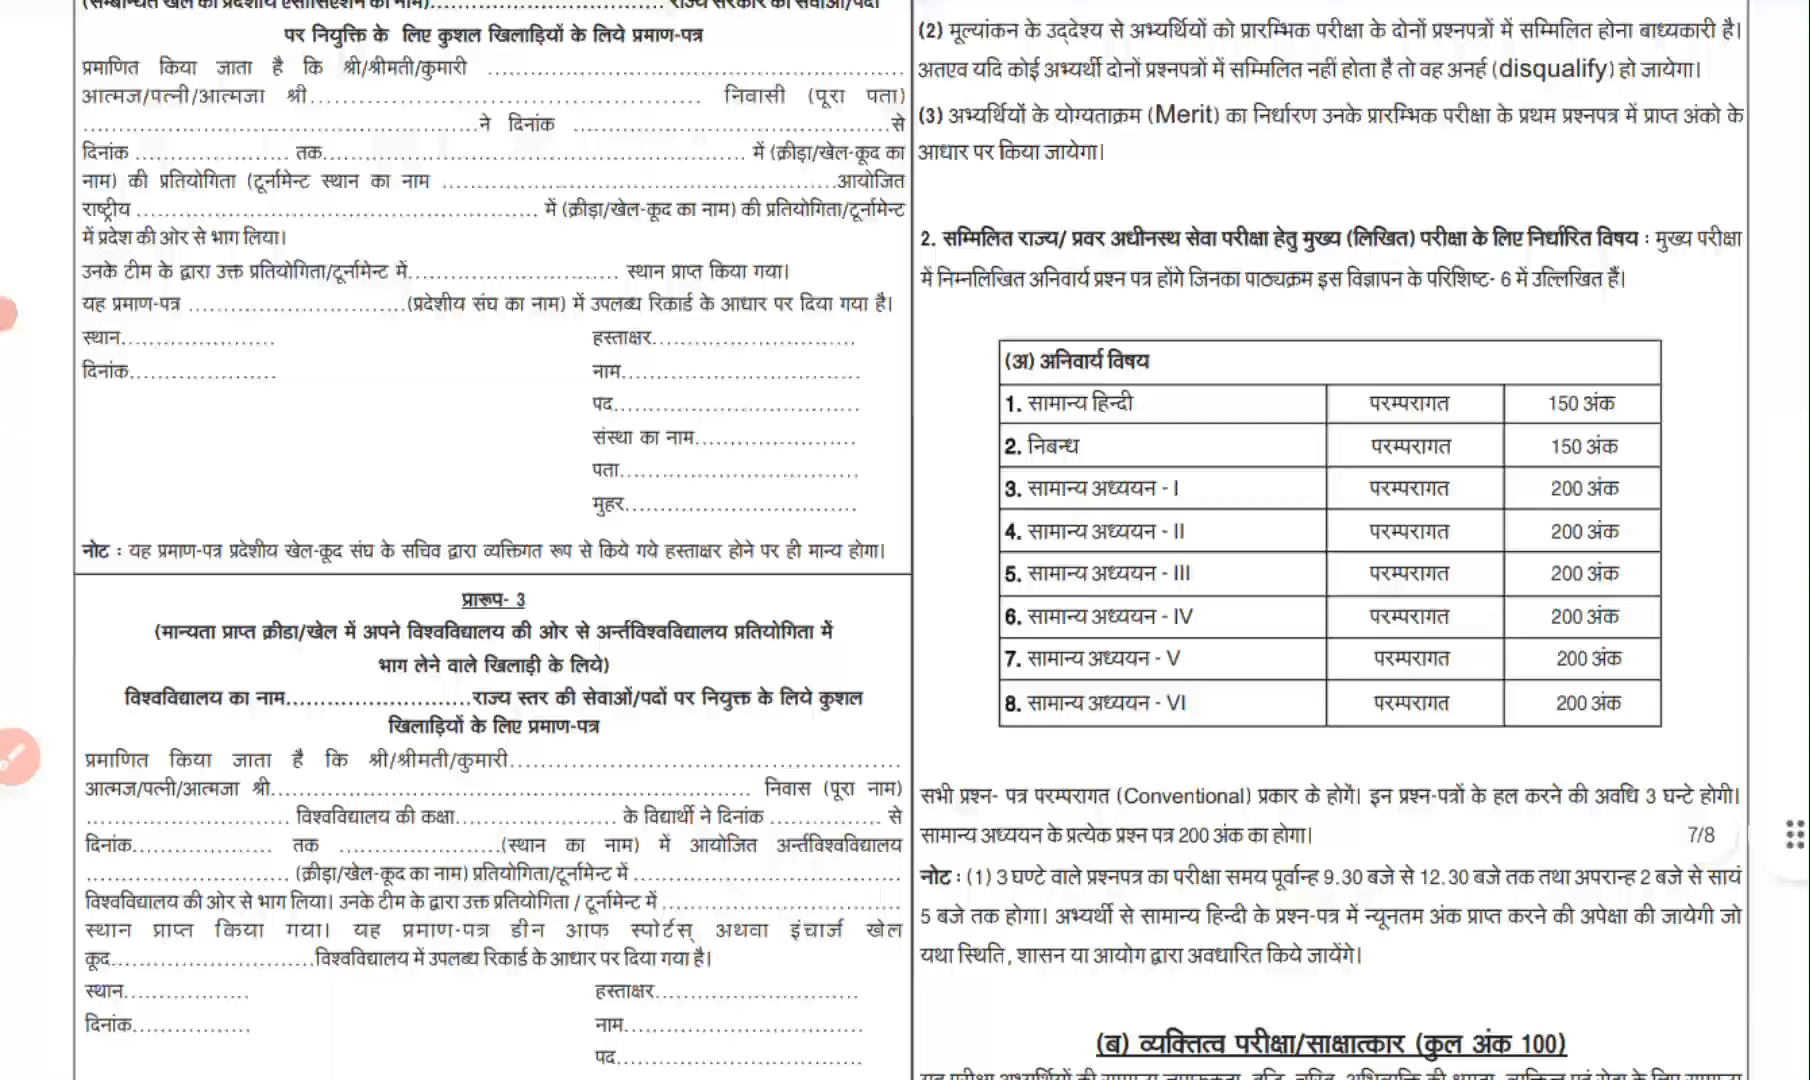 (सम्बन्धित खेल की प्रदेशीय एसोसिएशन का नाम)........................................ राज्य सरकार की सेवाओं/पदों
पर नियुक्ति के लिए कुशल खिलाड़ियों के लिये प्रमाण-पत्र
प्रमाणित किया जाता है कि श्री/श्रीमती/कुमारी ............................................................
आत्मज/पत्नी/आत्मजा श्री........................................................ निवासी (पूरा पता)
........................................................ने दिनांक .............................................से
दिनांक ...................... तक............................................................ में (क्रीड़ा/खेल-कूद का
नाम) की प्रतियोगिता (टूर्नामेन्ट स्थान का नाम ........................................................आयोजित
राष्ट्रीय ......................................................... में (क्रीड़ा/खेल-कूद का नाम) की प्रतियोगिता/टूर्नामेन्ट
में प्रदेश की ओर से भाग लिया।
उनके टीम के द्वारा उक्त प्रतियोगिता/टूर्नामेन्ट में.............................. स्थान प्राप्त किया गया।
यह प्रमाण-पत्र ...............................(प्रदेशीय संघ का नाम) में उपलब्ध रिकार्ड के आधार पर दिया गया है।
स्थान...................... हस्ताक्षर.............................
दिनांक..................... नाम..................................
पद...................................
संस्था का नाम.......................
पता..................................
मुहर.................................
नोट : यह प्रमाण-पत्र प्रदेशीय खेल-कूद संघ के सचिव द्वारा व्यक्तिगत रूप से किये गये हस्ताक्षर होने पर ही मान्य होगा।
प्रारूप- 3
(मान्यता प्राप्त क्रीडा/खेल में अपने विश्वविद्यालय की ओर से अर्न्तविश्वविद्यालय प्रतियोगिता में
भाग लेने वाले खिलाड़ी के लिये)
विश्वविद्यालय का नाम..........................राज्य स्तर की सेवाओं/पदों पर नियुक्त के लिये कुशल
खिलाड़ियों के लिए प्रमाण-पत्र
प्रमाणित किया जाता है कि श्री/श्रीमती/कुमारी........................................................
आत्मज/पत्नी/आत्मजा श्री.................................................................... निवास (पूरा नाम)
............................. विश्वविद्यालय की कक्षा....................... के विद्यार्थी ने दिनांक ................ से
दिनांक.................... तक .......................(स्थान का नाम) में आयोजित अर्न्तविश्वविद्यालय
............................. (क्रीड़ा/खेल-कूद का नाम) प्रतियोगिता/टूर्नामेन्ट में ......................................
विश्वविद्यालय की ओर से भाग लिया। उनके टीम के द्वारा उक्त प्रतियोगिता / टूर्नामेन्ट में ..................................
स्थान प्राप्त किया गया। यह प्रमाण-पत्र डीन आफ स्पोर्टस् अथवा इंचार्ज खेल
कूद.............................विश्वविद्यालय में उपलब्ध रिकार्ड के आधार पर दिया गया है।
स्थान.................. हस्ताक्षर.............................
दिनांक................. नाम..................................
पद...................................
(2) मूल्यांकन के उद्देश्य से अभ्यर्थियों को प्रारम्भिक परीक्षा के दोनों प्रश्नपत्रों में सम्मिलित होना बाध्यकारी है।
अतएव यदि कोई अभ्यर्थी दोनों प्रश्नपत्रों में सम्मिलित नहीं होता है तो वह अनर्ह (disqualify) हो जायेगा।
(3) अभ्यर्थियों के योग्यताक्रम (Merit) का निर्धारण उनके प्रारम्भिक परीक्षा के प्रथम प्रश्नपत्र में प्राप्त अंको के
आधार पर किया जायेगा।
2. सम्मिलित राज्य/ प्रवर अधीनस्थ सेवा परीक्षा हेतु मुख्य (लिखित) परीक्षा के लिए निर्धारित विषय : मुख्य परीक्षा
में निम्नलिखित अनिवार्य प्रश्न पत्र होंगे जिनका पाठ्यक्रम इस विज्ञापन के परिशिष्ट- 6 में उल्लिखित हैं।
(अ) अनिवार्य विषय
1. सामान्य हिन्दी परम्परागत 150 अंक
2. निबन्ध परम्परागत 150 अंक
3. सामान्य अध्ययन - I परम्परागत 200 अंक
4. सामान्य अध्ययन - II परम्परागत 200 अंक
5. सामान्य अध्ययन - III परम्परागत 200 अंक
6. सामान्य अध्ययन - IV परम्परागत 200 अंक
7. सामान्य अध्ययन - V परम्परागत 200 अंक
8. सामान्य अध्ययन - VI परम्परागत 200 अंक
सभी प्रश्न- पत्र परम्परागत (Conventional) प्रकार के होगें। इन प्रश्न-पत्रों के हल करने की अवधि 3 घन्टे होगी।
सामान्य अध्ययन के प्रत्येक प्रश्न पत्र 200 अंक का होगा।
7/8
नोट : (1) 3 घण्टे वाले प्रश्नपत्र का परीक्षा समय पूर्वान्ह 9.30 बजे से 12.30 बजे तक तथा अपरान्ह 2 बजे से सायं
5 बजे तक होगा। अभ्यर्थी से सामान्य हिन्दी के प्रश्न-पत्र में न्यूनतम अंक प्राप्त करने की अपेक्षा की जायेगी जो
यथा स्थिति , शासन या आयोग द्वारा अवधारित किये जायेंगे।
(ब) व्यक्तित्व परीक्षा/साक्षात्कार (कुल अंक 100)